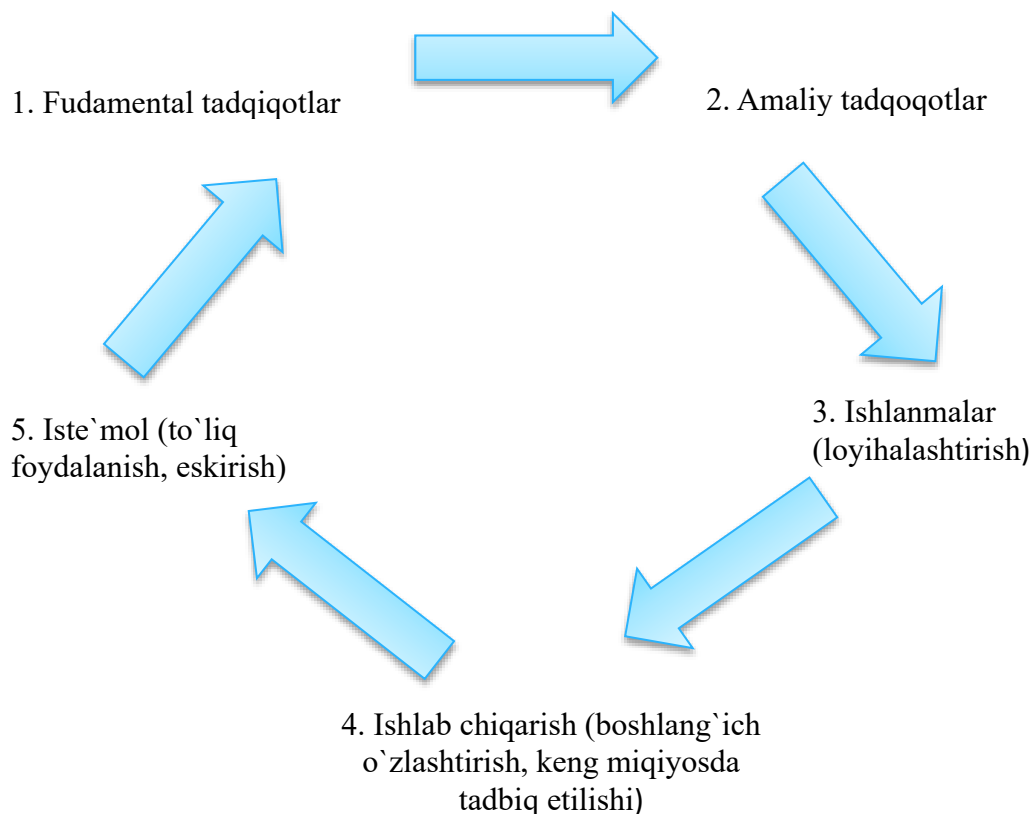 1. Fudamental tadqiqotlar
2. Amaliy tadqoqotlar
3. Ishlanmalar
(loyihalashtirish)
4. Ishlab chiqarish (boshlang`ich
o`zlashtirish, keng miqiyosda
tadbiq etilishi)
5. Iste`mol (to`liq
foydalanish, eskirish)